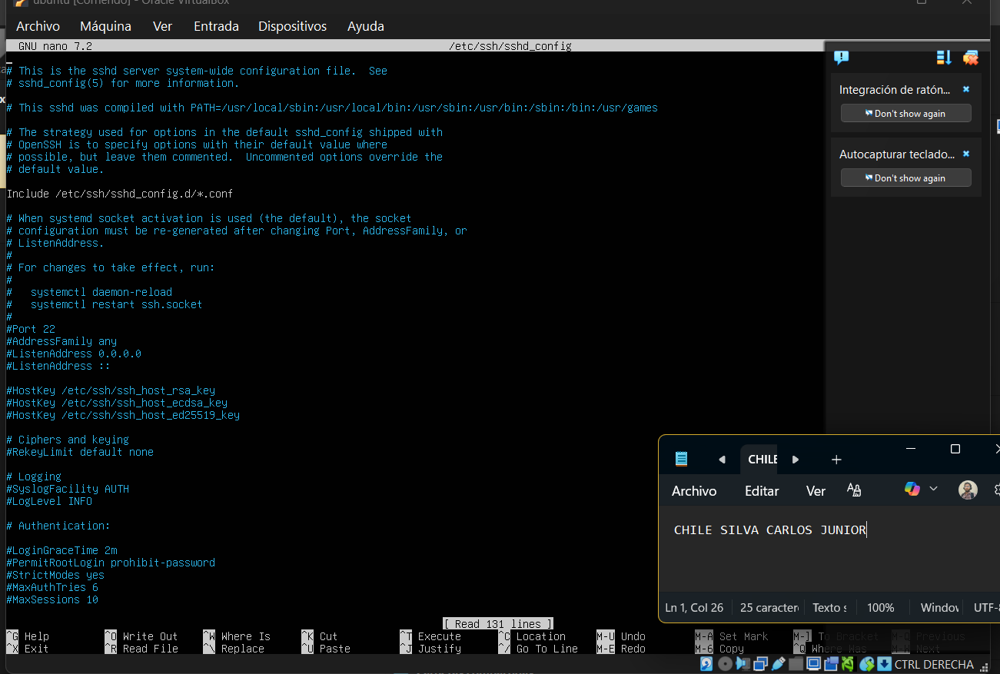 ubuntu [Corriendo] - Oracle VirtualBox
Archivo Máquina Ver Entrada Dispositivos Ayuda
GNU nano 7.2 /etc/ssh/sshd_config
# This is the sshd server system-wide configuration file.  See
# sshd_config(5) for more information.
# This sshd was compiled with PATH=/usr/local/sbin:/usr/local/bin:/usr/sbin:/usr/bin:/sbin:/bin:/usr/games
# The strategy used for options in the default sshd_config shipped with
# OpenSSH is to specify options with their default value where
# possible, but leave them commented.  Uncommented options override the
# default value.
Include /etc/ssh/sshd_config.d/*.conf
# When systemd socket activation is used (the default), the socket
# configuration must be re-generated after changing Port, AddressFamily, or
# ListenAddress.
#
# For changes to take effect, run:
#
#   systemctl daemon-reload
#   systemctl restart ssh.socket
#
#Port 22
#AddressFamily any
#ListenAddress 0.0.0.0
#ListenAddress ::
#HostKey /etc/ssh/ssh_host_rsa_key
#HostKey /etc/ssh/ssh_host_ecdsa_key
#HostKey /etc/ssh/ssh_host_ed25519_key
# Ciphers and keying
#RekeyLimit default none
# Logging
#SyslogFacility AUTH
#LogLevel INFO
# Authentication:
#LoginGraceTime 2m
#PermitRootLogin prohibit-password
#StrictModes yes
#MaxAuthTries 6
#MaxSessions 10
[ Read 131 lines ]
^G Help ^O Write Out ^W Where Is ^K Cut ^T Execute ^C Location M-U Undo M-A Set Mark M-] To Bracket M-Q Previous
^X Exit ^R Read File ^\ Replace ^U Paste ^J Justify ^/ Go To Line M-E Redo M-6 Copy ^Q Where Was M-W Next
Integración de ratón...
Don't show again
Autocapturar teclado...
Don't show again
CHILE
Archivo Editar Ver
CHILE SILVA CARLOS JUNIOR
Ln 1, Col 26 25 caracter Texto s 100% Window UTF-8
CTRL DERECHA